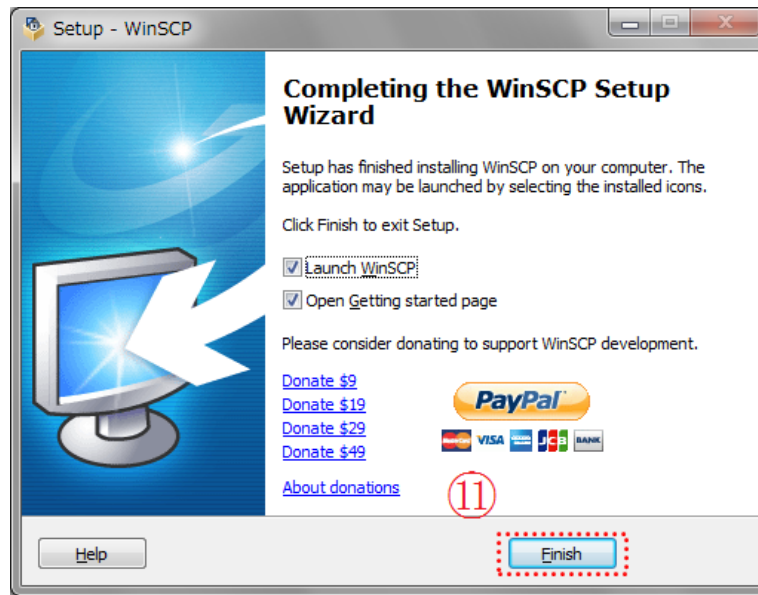 Setup - WinSCP
Completing the WinSCP Setup
Wizard
Setup has finished installing WinSCP on your computer. The
application may be launched by selecting the installed icons.
Click Finish to exit Setup.
Launch WinSCP
Open Getting started page
Please consider donating to support WinSCP development.
Donate $9
Donate $19
Donate $29
Donate $49
PayPal
MasterCard VISA JCB BANK
About donations
⑪
Help
Finish